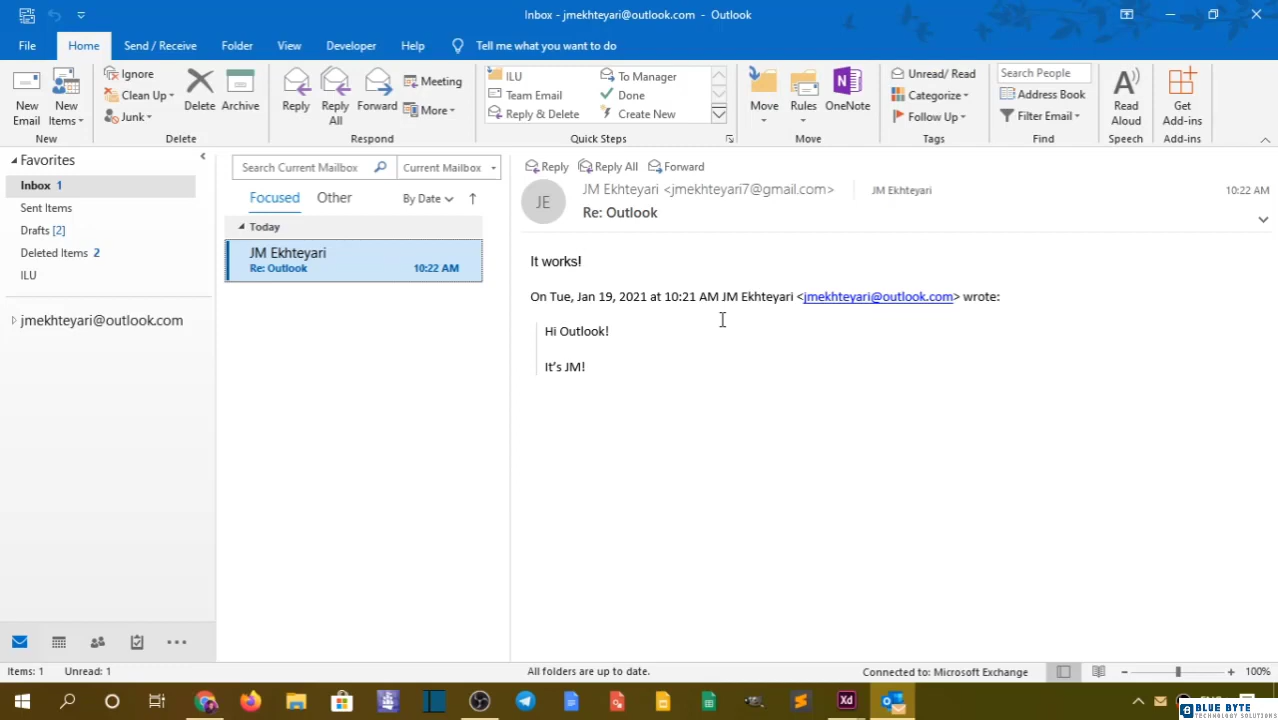 Inbox - jmekhteyari@outlook.com - Outlook
File Home Send / Receive Folder View Developer Help Tell me what you want to do
New Email
New Items
New
Ignore
Clean Up
Junk
Delete
Archive
Delete
Reply
Reply All
Forward
Meeting
More
Respond
ILU
Team Email
Reply & Delete
To Manager
Done
Create New
Quick Steps
Move
Rules
OneNote
Move
Unread/ Read
Categorize
Follow Up
Tags
Search People
Address Book
Filter Email
Find
Read Aloud
Speech
Get Add-ins
Add-ins
Favorites
Inbox 1
Sent Items
Drafts [2]
Deleted Items 2
ILU
jmekhteyari@outlook.com
Search Current Mailbox Current Mailbox
Focused Other By Date
Today
JM Ekhteyari
Re: Outlook 10:22 AM
Reply Reply All Forward
JE
JM Ekhteyari <jmekhteyari7@gmail.com> JM Ekhteyari 10:22 AM
Re: Outlook
It works!
On Tue, Jan 19, 2021 at 10:21 AM JM Ekhteyari <jmekhteyari@outlook.com> wrote:
Hi Outlook!
It's JM!
Items: 1 Unread: 1 All folders are up to date. Connected to: Microsoft Exchange 100%
Xd
BLUE BYTE
TECHNOLOGY SOLUTIONS